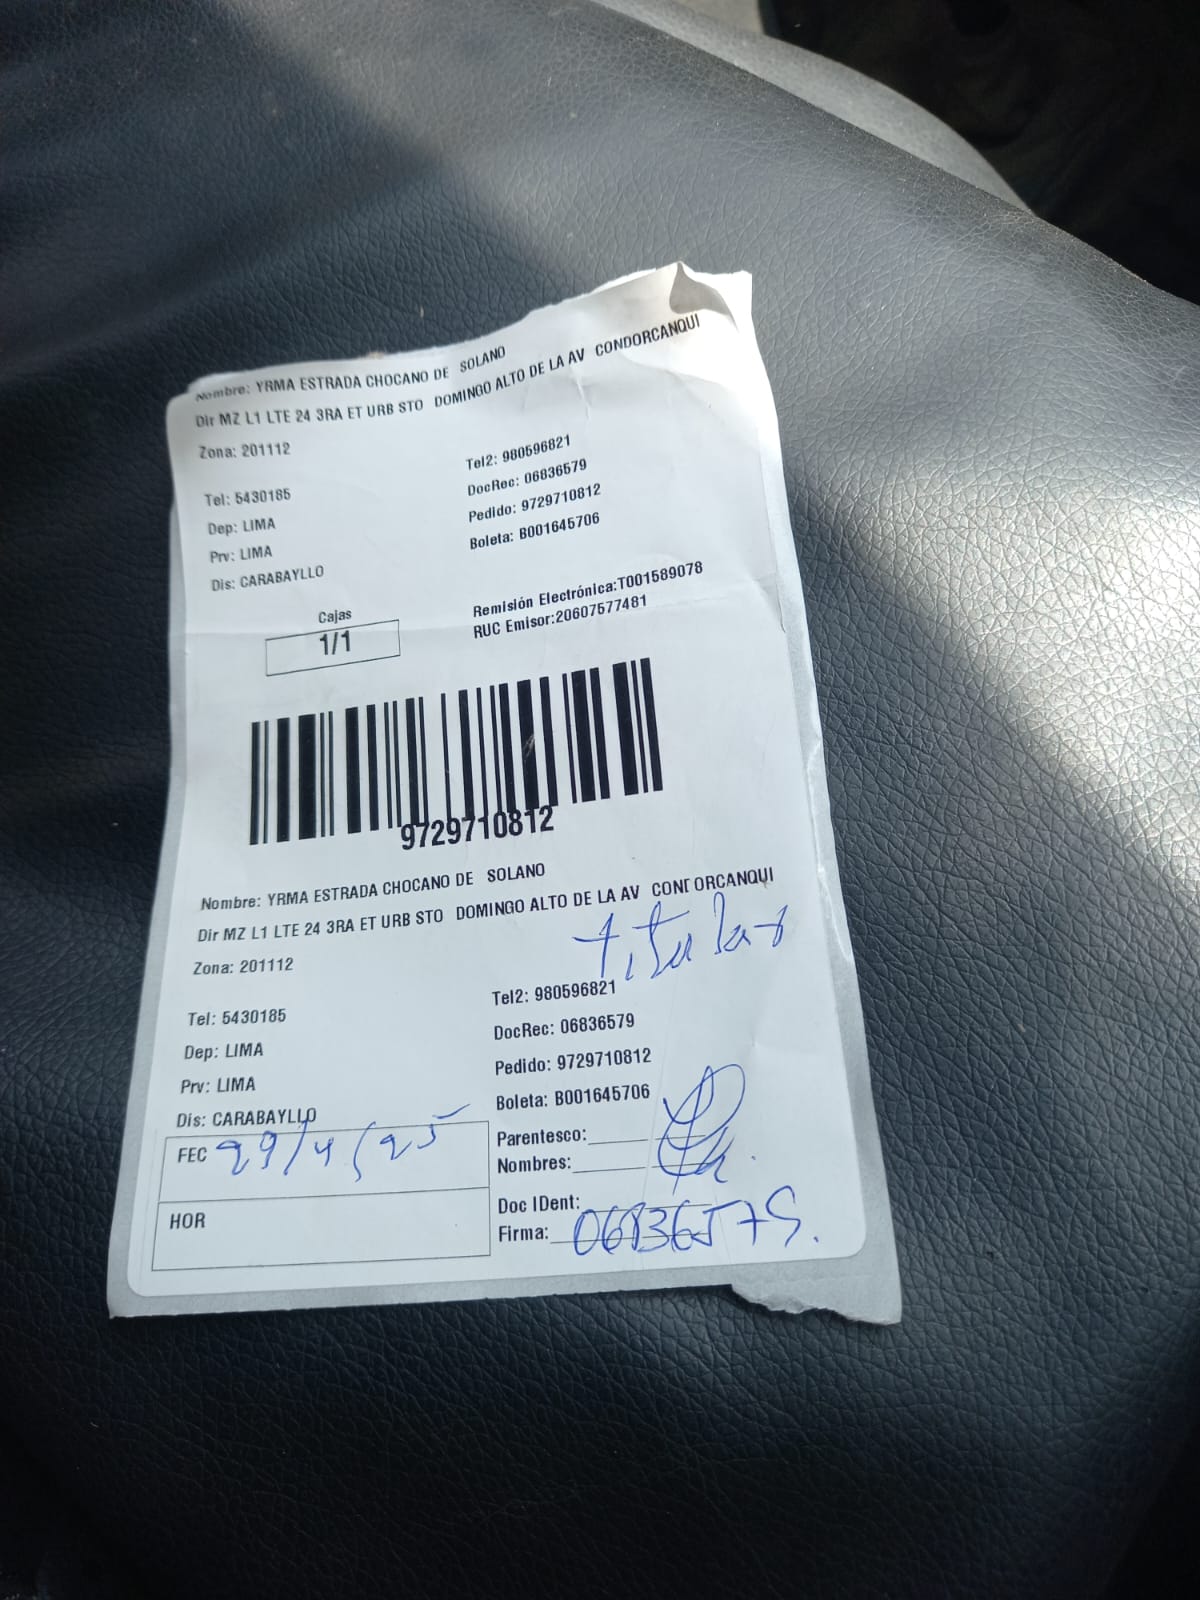 Nombre: YRMA ESTRADA CHOCANO DE SOLANO
Dir MZ L1 LTE 24 3RA ET URB STO DOMINGO ALTO DE LA AV CONDORCANQUI
Zona: 201112
Tel2: 980596821
Tel: 5430185
DocRec: 06836579
Dep: LIMA
Pedido: 9729710812
Prv: LIMA
Boleta: B001645706
Dis: CARABAYLLO
Cajas
1/1
Remisión Electrónica:T001589078
RUC Emisor:20607577481
9729710812
Nombre: YRMA ESTRADA CHOCANO DE SOLANO
Dir MZ L1 LTE 24 3RA ET URB STO DOMINGO ALTO DE LA AV CONDORCANQUI
titular
Zona: 201112
Tel2: 980596821
Tel: 5430185
DocRec: 06836579
Dep: LIMA
Pedido: 9729710812
Prv: LIMA
Boleta: B001645706
Dis: CARABAYLLO
FEC 29/4/25
Parentesco:
Nombres:
HOR
Doc IDent:
Firma: 06836579.